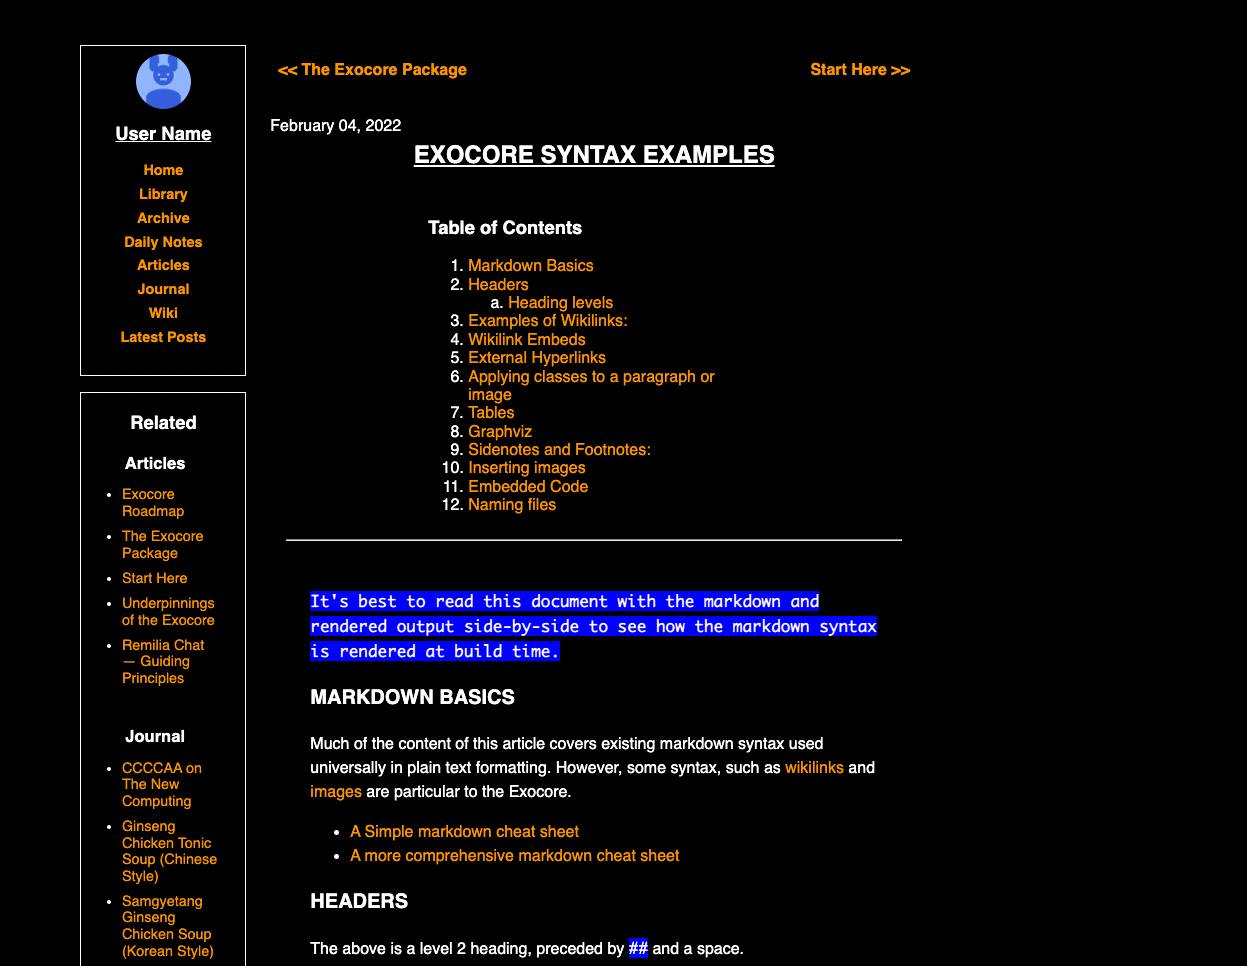 << The Exocore Package
Start Here >>
User Name
Home
Library
Archive
Daily Notes
Articles
Journal
Wiki
Latest Posts
Related
Articles
• Exocore
Roadmap
• The Exocore
Package
• Start Here
• Underpinnings
of the Exocore
• Remilia Chat
— Guiding
Principles
Journal
• CCCCAA on
The New
Computing
• Ginseng
Chicken Tonic
Soup (Chinese
Style)
• Samgyetang
Ginseng
Chicken Soup
(Korean Style)
February 04, 2022
EXOCORE SYNTAX EXAMPLES
Table of Contents
1. Markdown Basics
2. Headers
a. Heading levels
3. Examples of Wikilinks:
4. Wikilink Embeds
5. External Hyperlinks
6. Applying classes to a paragraph or
image
7. Tables
8. Graphviz
9. Sidenotes and Footnotes:
10. Inserting images
11. Embedded Code
12. Naming files
It's best to read this document with the markdown and
rendered output side-by-side to see how the markdown syntax
is rendered at build time.
MARKDOWN BASICS
Much of the content of this article covers existing markdown syntax used
universally in plain text formatting. However, some syntax, such as wikilinks and
images are particular to the Exocore.
• A Simple markdown cheat sheet
• A more comprehensive markdown cheat sheet
HEADERS
The above is a level 2 heading, preceded by ## and a space.